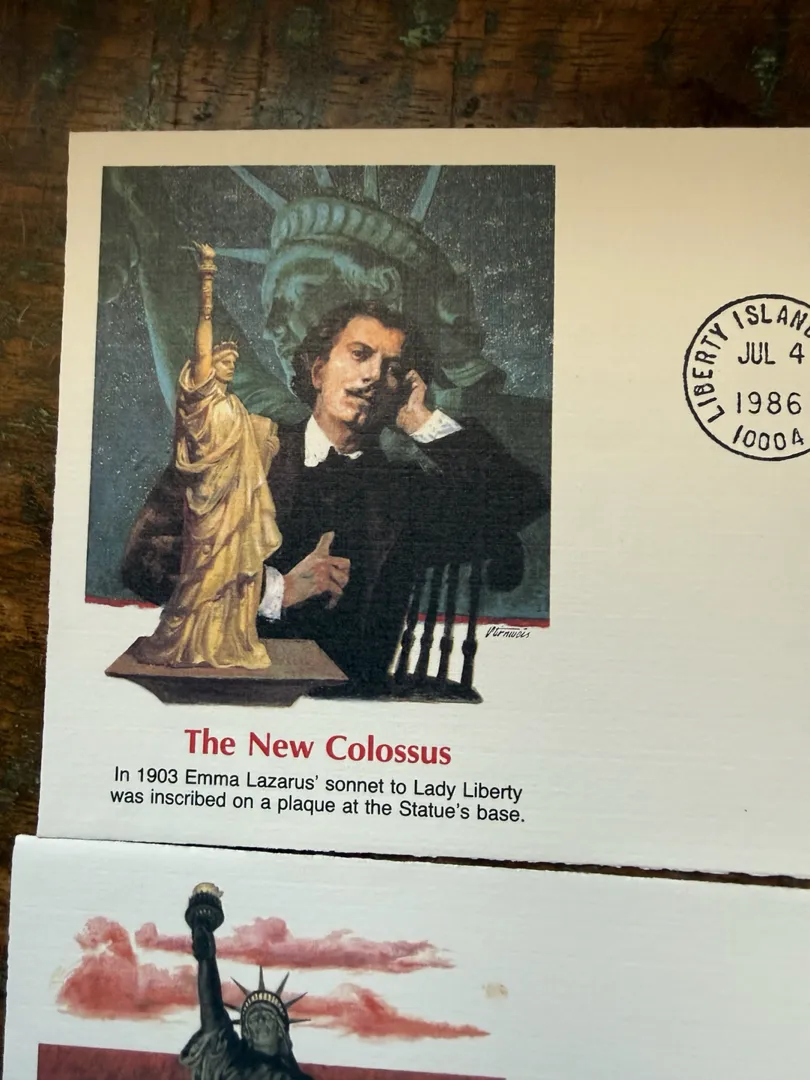 LIBERTY ISLAND
JUL 4
1986
10004
The New Colossus
In 1903 Emma Lazarus' sonnet to Lady Liberty
was inscribed on a plaque at the Statue's base.